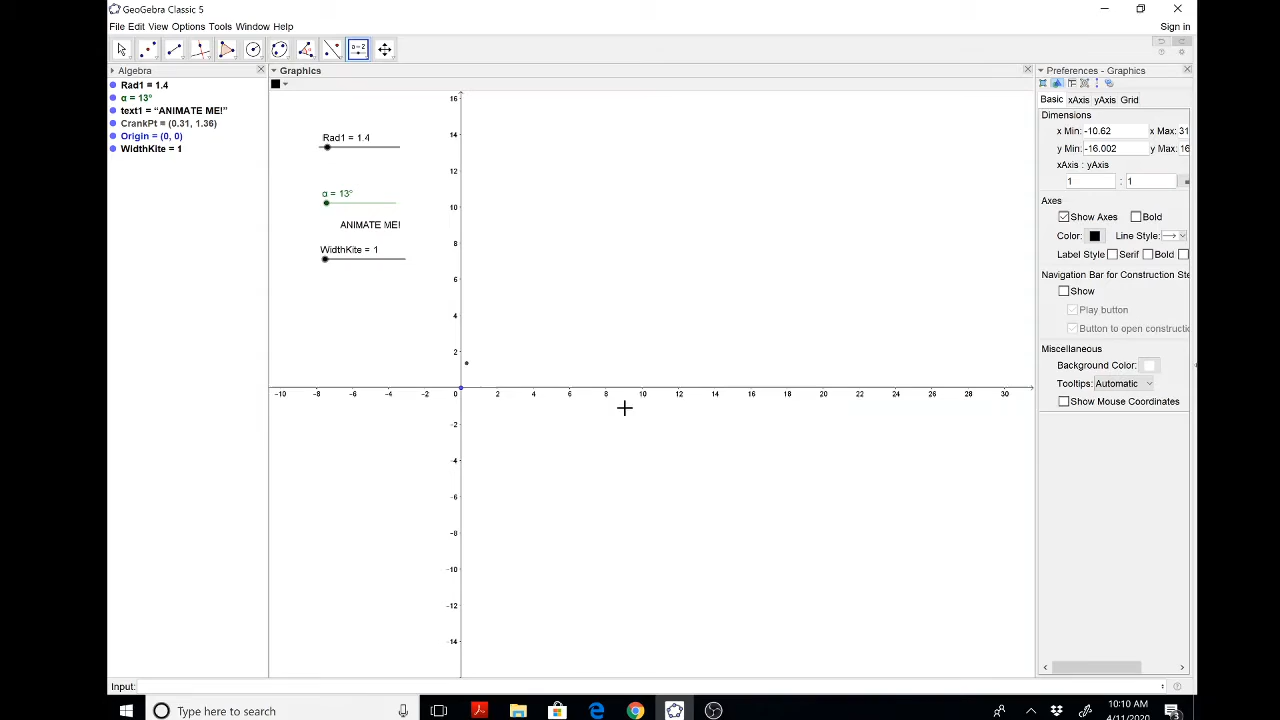 GeoGebra Classic 5
File Edit View Options Tools Window Help
Sign in
a = 2
Algebra
Graphics
Preferences - Graphics
Rad1 = 1.4
α = 13°
text1 = “ANIMATE ME!”
CrankPt = (0.31, 1.36)
Origin = (0, 0)
WidthKite = 1
Rad1 = 1.4
α = 13°
ANIMATE ME!
WidthKite = 1
16
14
12
10
8
6
4
2
-10 -8 -6 -4 -2 0 2 4 6 8 10 12 14 16 18 20 22 24 26 28 30
-2
-4
-6
-8
-10
-12
-14
Basic xAxis yAxis Grid
Dimensions
x Min: -10.62 x Max: 31
y Min: -16.002 y Max: 16
xAxis : yAxis
1 : 1
Axes
Show Axes Bold
Color: Line Style:
Label Style Serif Bold
Navigation Bar for Construction Ste
Show
Play button
Button to open constructio
Miscellaneous
Background Color:
Tooltips: Automatic
Show Mouse Coordinates
Input:
Type here to search
10:10 AM
4/11/2020